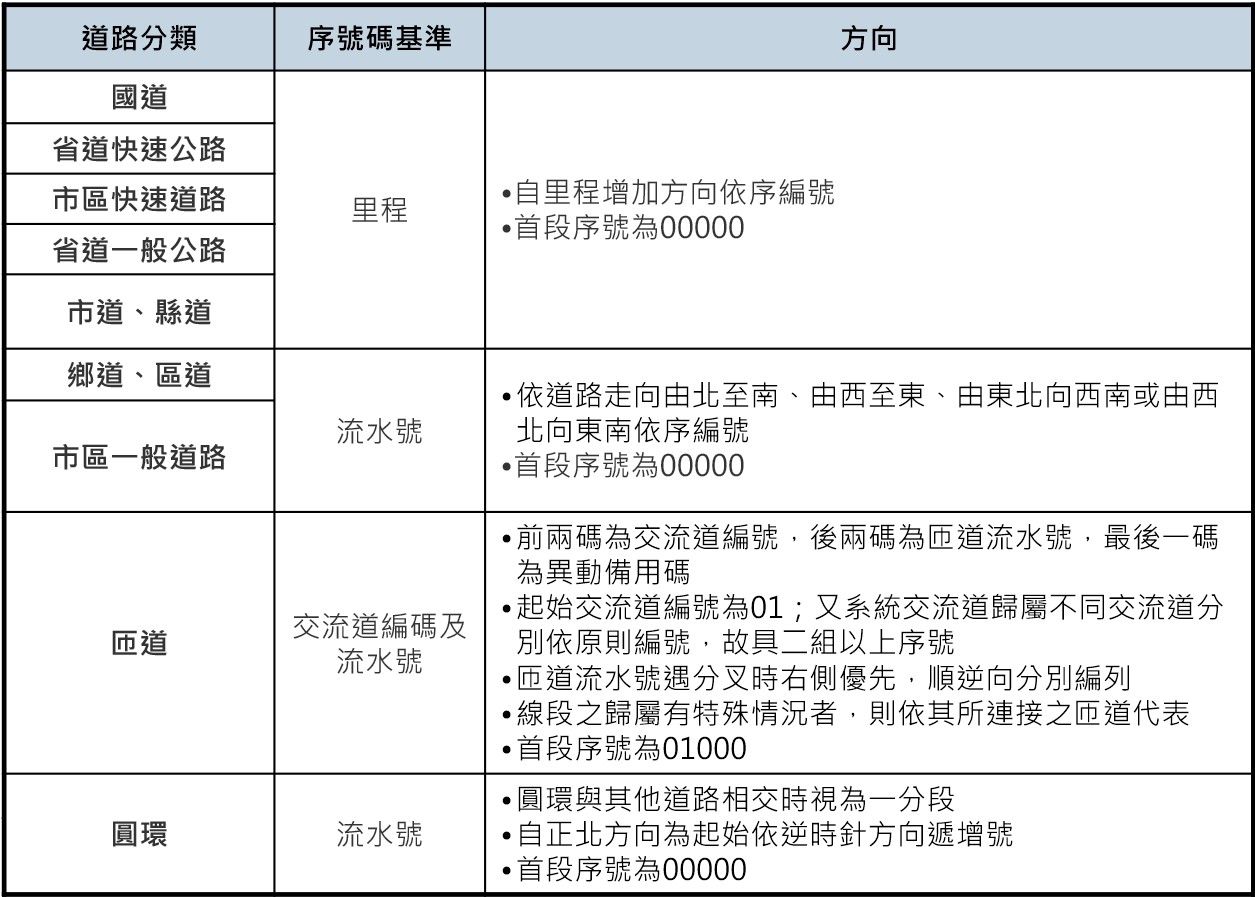 道路分類 序號碼基準 方向
國道
省道快速公路
市區快速道路
省道一般公路
市道、縣道
里程
•自里程增加方向依序編號
•首段序號為00000
鄉道、區道
市區一般道路
流水號
•依道路走向由北至南、由西至東、由東北向西南或由西
北向東南依序編號
•首段序號為00000
匝道
交流道編碼及
流水號
•前兩碼為交流道編號，後兩碼為匝道流水號，最後一碼
為異動備用碼
•起始交流道編號為01；又系統交流道歸屬不同交流道分
別依原則編號，故具二組以上序號
•匝道流水號遇分叉時右側優先，順逆向分別編列
•線段之歸屬有特殊情況者，則依其所連接之匝道代表
•首段序號為01000
圓環
流水號
•圓環與其他道路相交時視為一分段
•自正北方向為起始依逆時針方向遞增號
•首段序號為00000